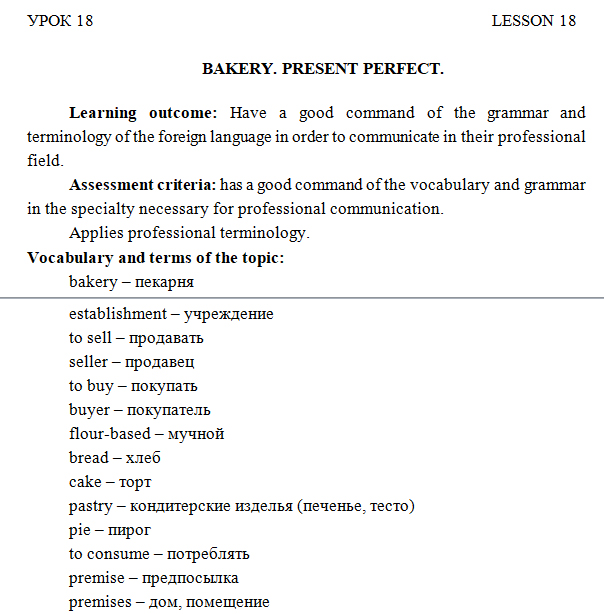 УРОК 18 LESSON 18
BAKERY. PRESENT PERFECT.
Learning outcome: Have a good command of the grammar and
terminology of the foreign language in order to communicate in their professional
field.
Assessment criteria: has a good command of the vocabulary and grammar
in the specialty necessary for professional communication.
Applies professional terminology.
Vocabulary and terms of the topic:
bakery – пекарня
establishment – учреждение
to sell – продавать
seller – продавец
to buy – покупать
buyer – покупатель
flour-based – мучной
bread – хлеб
cake – торт
pastry – кондитерские изделья (печенье, тесто)
pie – пирог
to consume – потреблять
premise – предпосылка
premises – дом, помещение